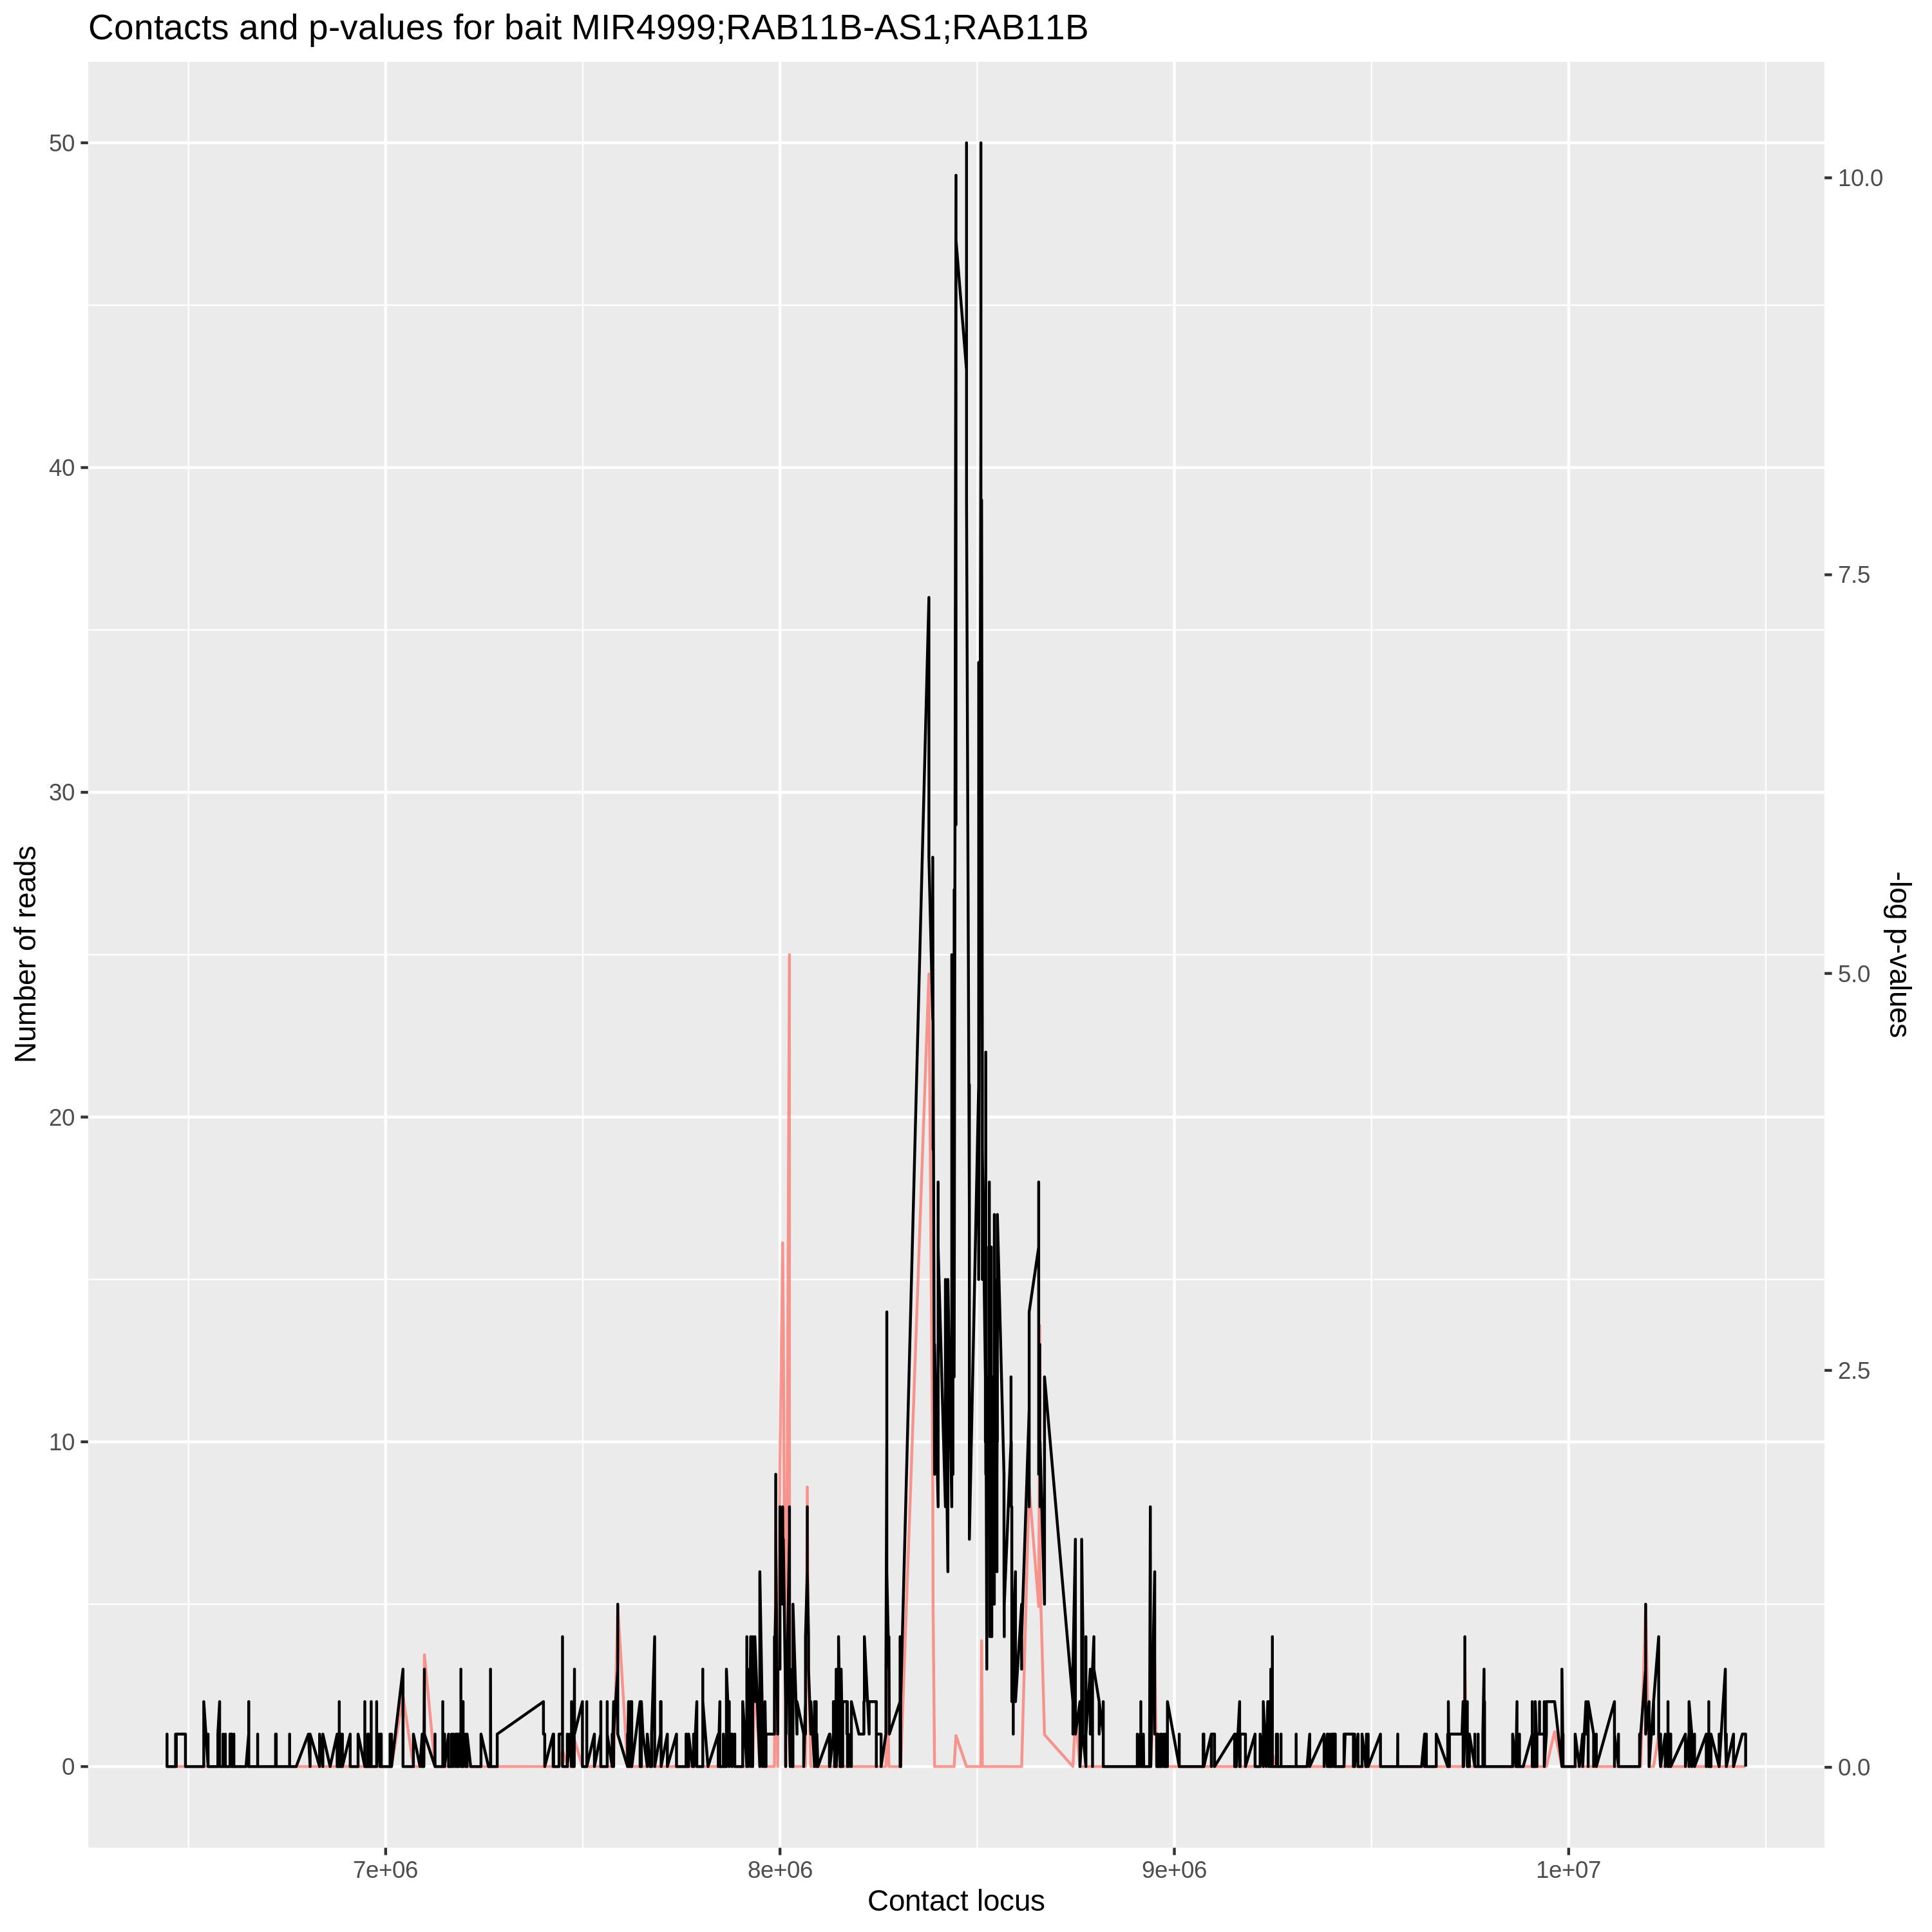 Contacts and p-values for bait MIR4999;RAB11B-AS1;RAB11B
50
40
30
20
10
0
Number of reads
10.0
7.5
5.0
2.5
0.0
-log p-values
7e+06
8e+06
9e+06
1e+07
Contact locus